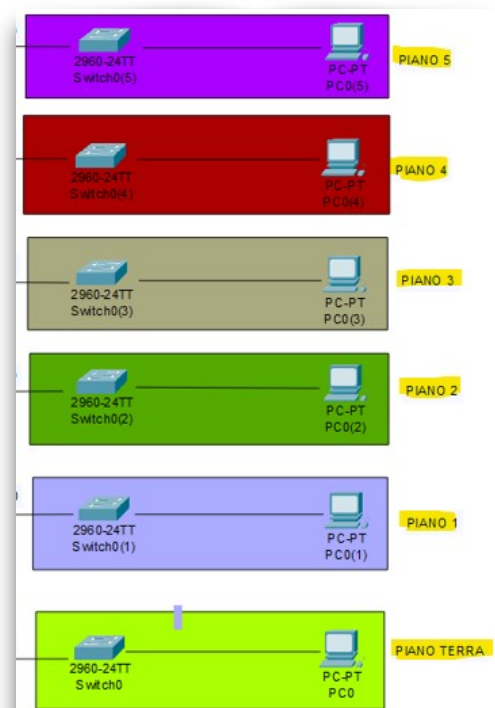 2960-24TT
Switch0(5)
PC-PT
PC0(5)
PIANO 5
2960-24TT
Switch0(4)
PC-PT
PC0(4)
PIANO 4
2960-24TT
Switch0(3)
PC-PT
PC0(3)
PIANO 3
2960-24TT
Switch0(2)
PC-PT
PC0(2)
PIANO 2
2960-24TT
Switch0(1)
PC-PT
PC0(1)
PIANO 1
2960-24TT
Switch0
PC-PT
PC0
PIANO TERRA